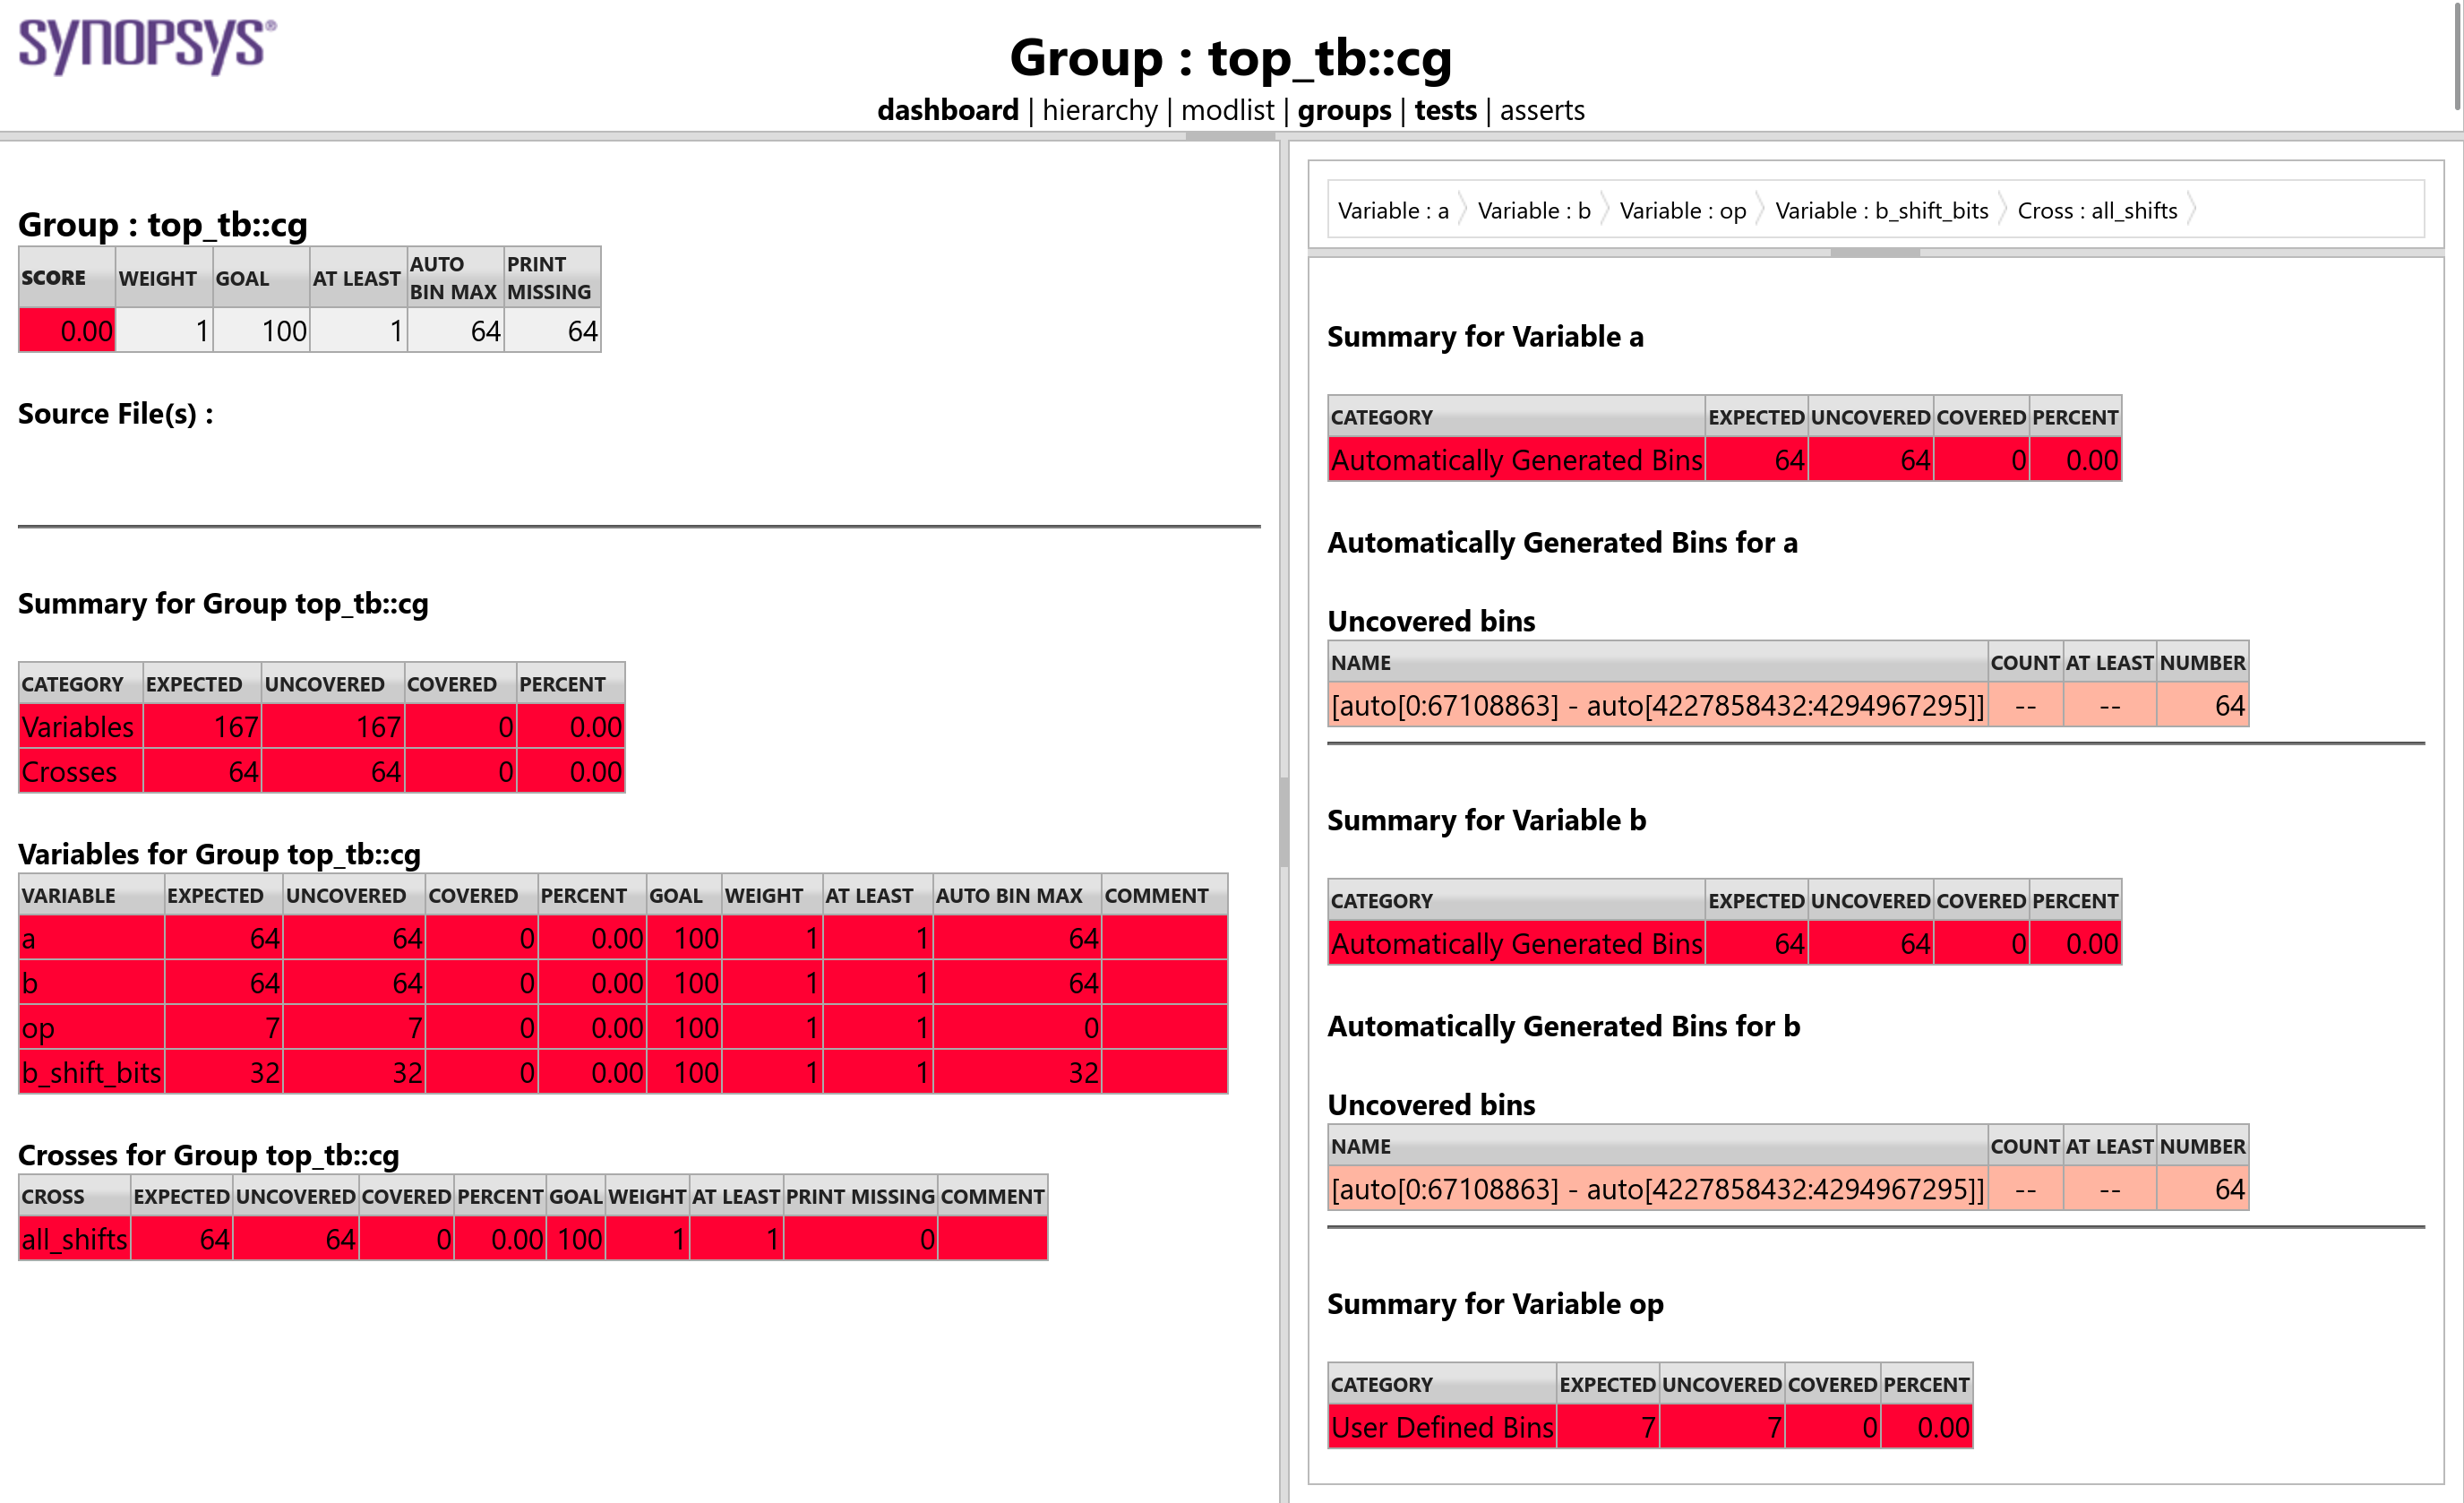 SYNOPSYS®
Group : top_tb::cg
dashboard | hierarchy | modlist | groups | tests | asserts
Group : top_tb::cg
SCORE WEIGHT GOAL AT LEAST AUTO BIN MAX PRINT MISSING
0.00 1 100 1 64 64
Source File(s) :
Summary for Group top_tb::cg
CATEGORY EXPECTED UNCOVERED COVERED PERCENT
Variables 167 167 0 0.00
Crosses 64 64 0 0.00
Variables for Group top_tb::cg
VARIABLE EXPECTED UNCOVERED COVERED PERCENT GOAL WEIGHT AT LEAST AUTO BIN MAX COMMENT
a 64 64 0 0.00 100 1 1 64
b 64 64 0 0.00 100 1 1 64
op 7 7 0 0.00 100 1 1 0
b_shift_bits 32 32 0 0.00 100 1 1 32
Crosses for Group top_tb::cg
CROSS EXPECTED UNCOVERED COVERED PERCENT GOAL WEIGHT AT LEAST PRINT MISSING COMMENT
all_shifts 64 64 0 0.00 100 1 1 0
Variable : a Variable : b Variable : op Variable : b_shift_bits Cross : all_shifts
Summary for Variable a
CATEGORY EXPECTED UNCOVERED COVERED PERCENT
Automatically Generated Bins 64 64 0 0.00
Automatically Generated Bins for a
Uncovered bins
NAME COUNT AT LEAST NUMBER
[auto[0:67108863] - auto[4227858432:4294967295]] -- -- 64
Summary for Variable b
CATEGORY EXPECTED UNCOVERED COVERED PERCENT
Automatically Generated Bins 64 64 0 0.00
Automatically Generated Bins for b
Uncovered bins
NAME COUNT AT LEAST NUMBER
[auto[0:67108863] - auto[4227858432:4294967295]] -- -- 64
Summary for Variable op
CATEGORY EXPECTED UNCOVERED COVERED PERCENT
User Defined Bins 7 7 0 0.00